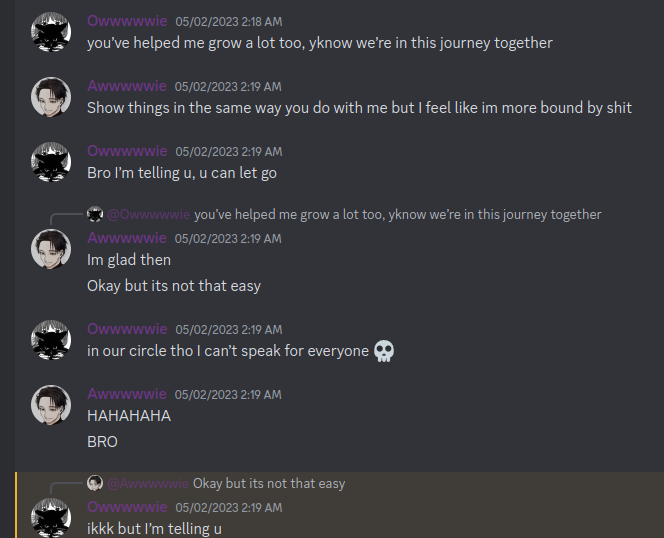 Owwwwwie 05/02/2023 2:18 AM
you've helped me grow a lot too, yknow we're in this journey together
Awwwwwie 05/02/2023 2:19 AM
Show things in the same way you do with me but I feel like im more bound by shit
Owwwwwie 05/02/2023 2:19 AM
Bro I'm telling u, u can let go
@Owwwwwie you've helped me grow a lot too, yknow we're in this journey together
Awwwwwie 05/02/2023 2:19 AM
Im glad then
Okay but its not that easy
Owwwwwie 05/02/2023 2:19 AM
in our circle tho I can't speak for everyone 💀
Awwwwwie 05/02/2023 2:19 AM
HAHAHAHA
BRO
@Awwwwwie Okay but its not that easy
Owwwwwie 05/02/2023 2:19 AM
ikkk but I'm telling u